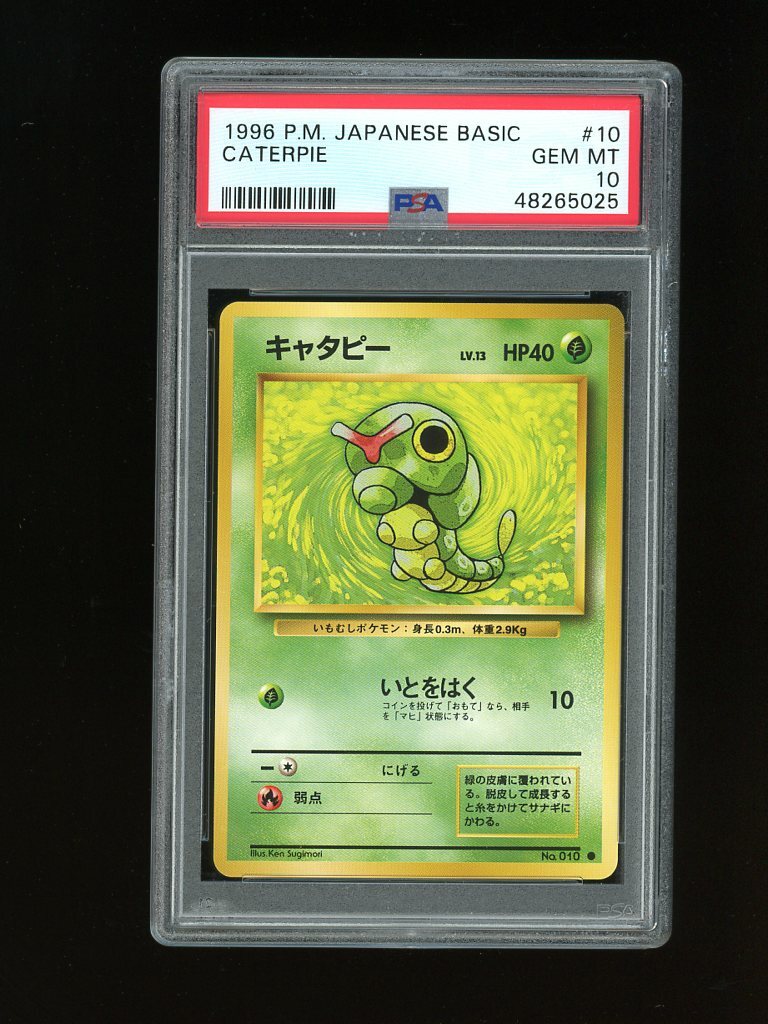 1996 P.M. JAPANESE BASIC #10
CATERPIE GEM MT
10
PSA 48265025
キャタピー LV.13 HP40
いもむしポケモン：身長0.3m、体重2.9Kg
いとをはく 10
コインを投げて「おもて」なら、相手
を「マヒ」状態にする。
− にげる
弱点
緑の皮膚に覆われてい
る。脱皮して成長する
と糸をかけてサナギに
かわる。
Illus.Ken Sugimori No. 010 ●
PSA